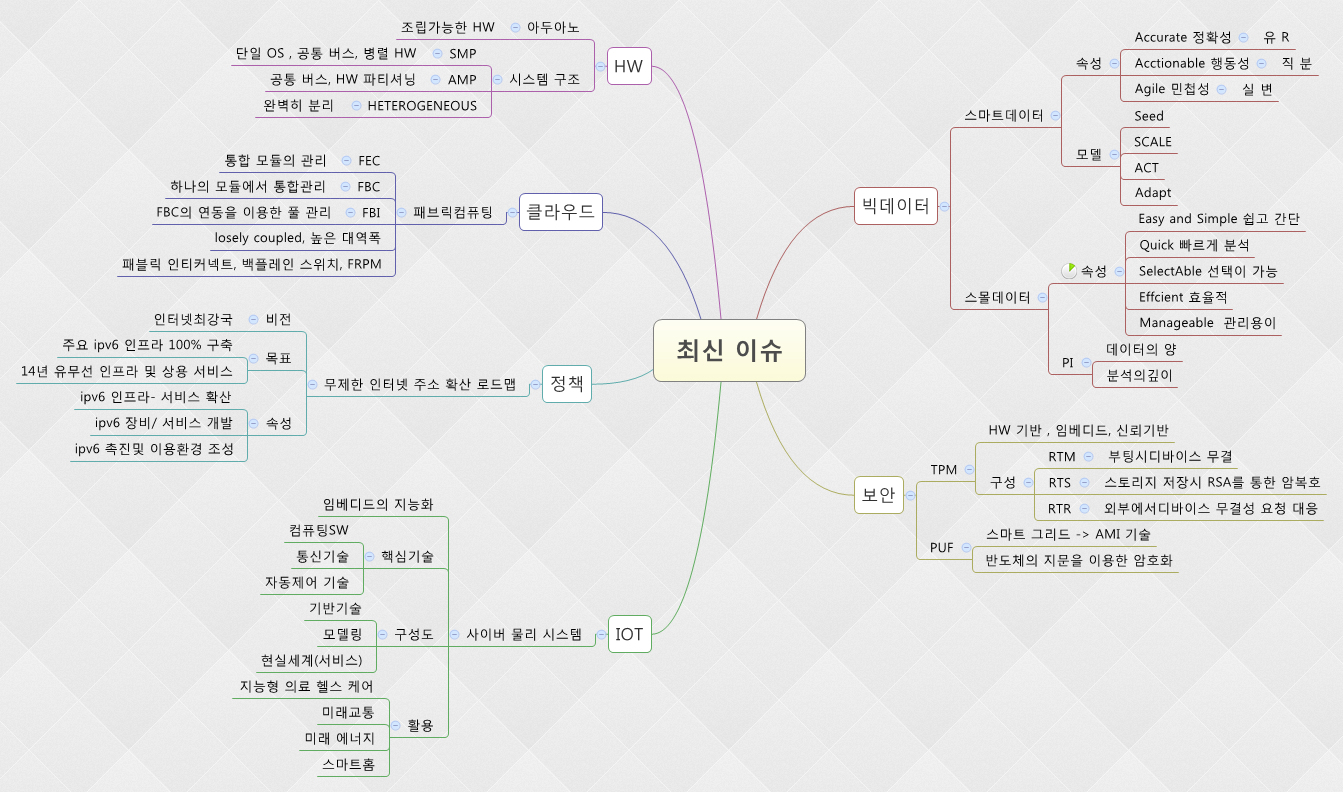 최신 이슈
HW
아두아노
조립가능한 HW
시스템 구조
SMP
단일 OS , 공통 버스, 병렬 HW
AMP
공통 버스, HW 파티셔닝
HETEROGENEOUS
완벽히 분리
클라우드
패브릭컴퓨팅
FEC
통합 모듈의 관리
FBC
하나의 모듈에서 통합관리
FBI
FBC의 연동을 이용한 풀 관리
losely coupled, 높은 대역폭
패블릭 인티커넥트, 백플레인 스위치, FRPM
정책
무제한 인터넷 주소 확산 로드맵
비전
인터넷최강국
목표
주요 ipv6 인프라 100% 구축
14년 유무선 인프라 및 상용 서비스
속성
ipv6 인프라- 서비스 확산
ipv6 장비/ 서비스 개발
ipv6 촉진및 이용환경 조성
IOT
사이버 물리 시스템
임베디드의 지능화
핵심기술
컴퓨팅SW
통신기술
자동제어 기술
구성도
기반기술
모델링
현실세계(서비스)
활용
지능형 의료 헬스 케어
미래교통
미래 에너지
스마트홈
빅데이터
스마트데이터
속성
Accurate 정확성
유 R
Acctionable 행동성
직 분
Agile 민첩성
실 변
모델
Seed
SCALE
ACT
Adapt
스몰데이터
속성
Easy and Simple 쉽고 간단
Quick 빠르게 분석
SelectAble 선택이 가능
Effcient 효율적
Manageable 관리용이
PI
데이터의 양
분석의깊이
보안
TPM
HW 기반 , 임베디드, 신뢰기반
구성
RTM
부팅시디바이스 무결
RTS
스토리지 저장시 RSA를 통한 암복호
RTR
외부에서디바이스 무결성 요청 대응
PUF
스마트 그리드 -> AMI 기술
반도체의 지문을 이용한 암호화